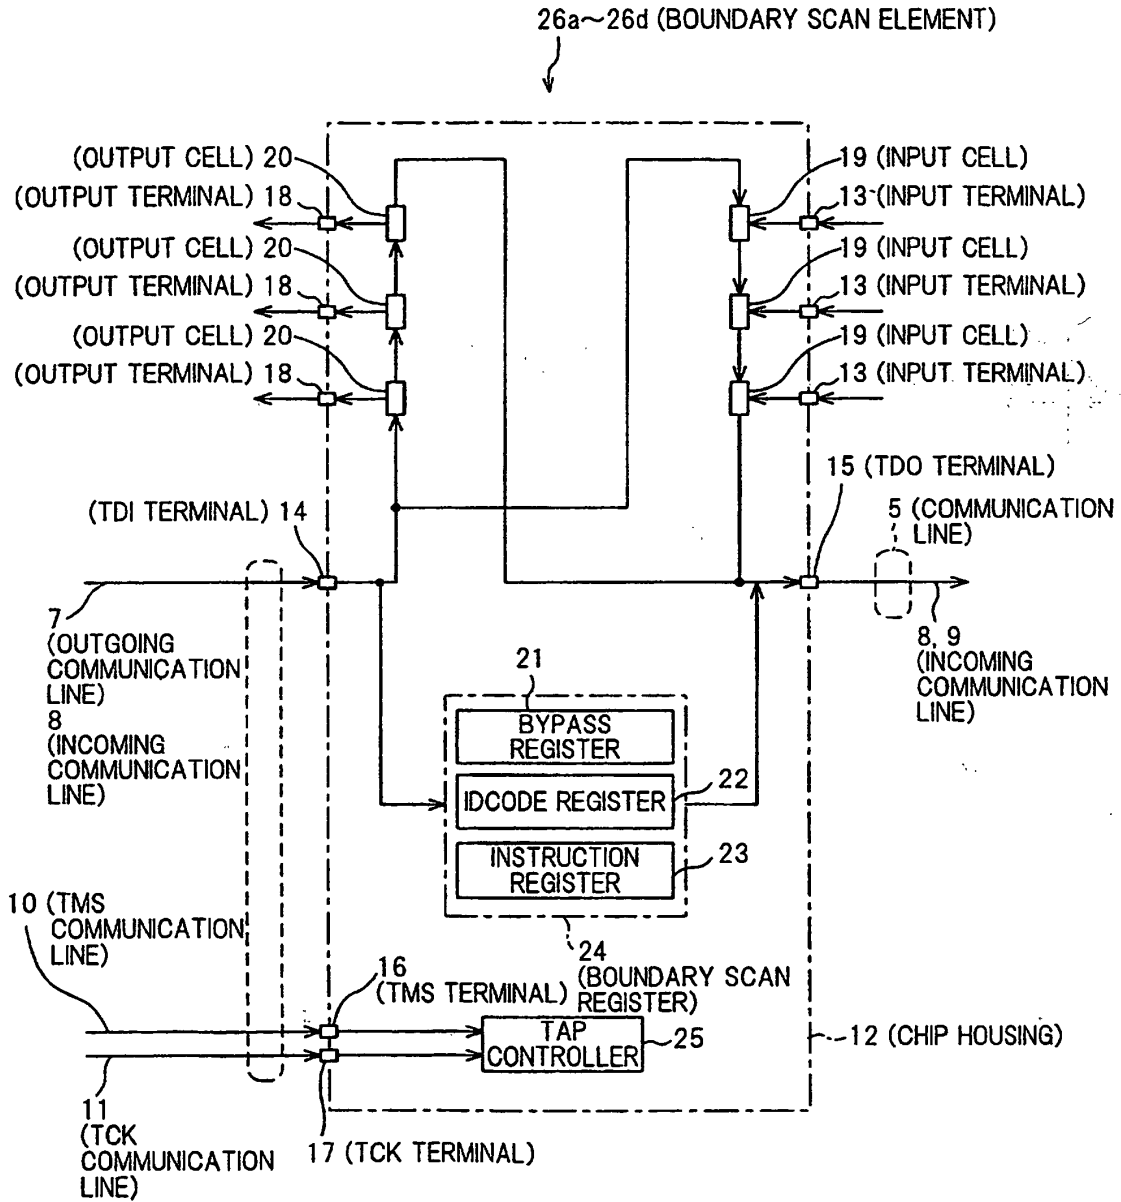 26a~26d (BOUNDARY SCAN ELEMENT)
(OUTPUT CELL) 20
(OUTPUT TERMINAL) 18
(OUTPUT CELL) 20
(OUTPUT TERMINAL) 18
(OUTPUT CELL) 20
(OUTPUT TERMINAL) 18
19 (INPUT CELL)
13 (INPUT TERMINAL)
19 (INPUT CELL)
13 (INPUT TERMINAL)
19 (INPUT CELL)
13 (INPUT TERMINAL)
15 (TDO TERMINAL)
(TDI TERMINAL) 14
5 (COMMUNICATION
LINE)
7
(OUTGOING
COMMUNICATION
LINE)
8
(INCOMING
COMMUNICATION
LINE)
8, 9
(INCOMING
COMMUNICATION
LINE)
21
BYPASS
REGISTER
IDCODE REGISTER
22
INSTRUCTION
REGISTER
23
24
(BOUNDARY SCAN
REGISTER)
10 (TMS
COMMUNICATION
LINE)
16
(TMS TERMINAL)
TAP
CONTROLLER
25
12 (CHIP HOUSING)
11
(TCK
COMMUNICATION
LINE)
17 (TCK TERMINAL)